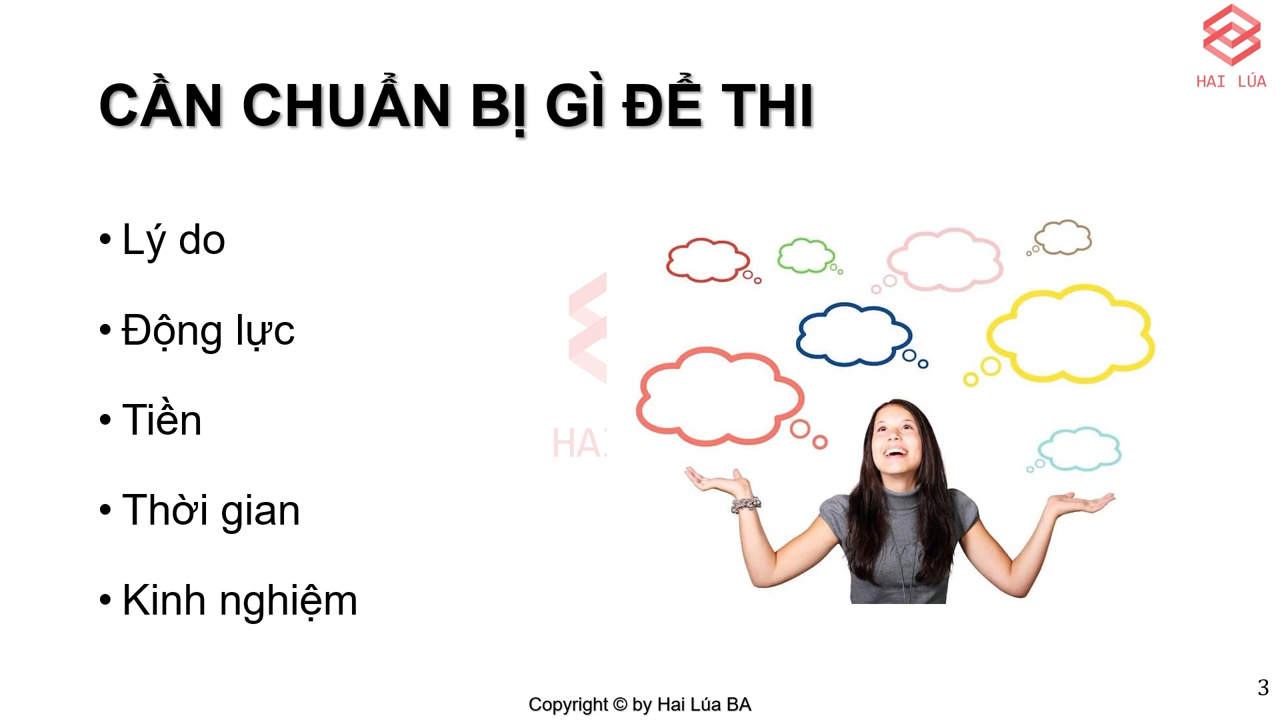 HAI LÚA
CẦN CHUẨN BỊ GÌ ĐỂ THI
• Lý do
• Động lực
• Tiền
• Thời gian
• Kinh nghiệm
HAI
Copyright © by Hai Lúa BA
3